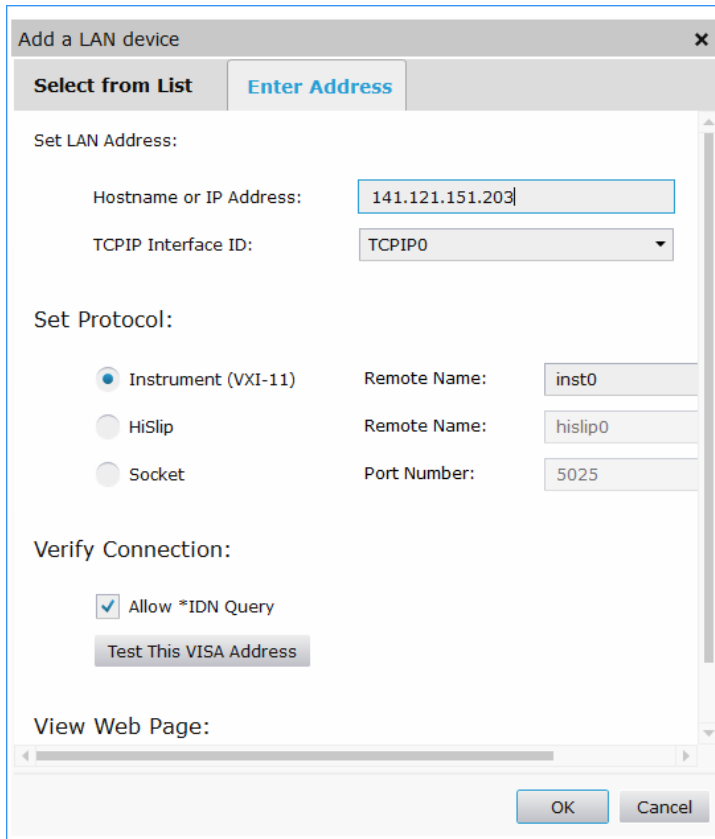 Add a LAN device
Select from List Enter Address
Set LAN Address:
Hostname or IP Address: 141.121.151.203
TCPIP Interface ID: TCPIP0
Set Protocol:
Instrument (VXI-11) Remote Name: inst0
HiSlip Remote Name: hislip0
Socket Port Number: 5025
Verify Connection:
Allow *IDN Query
Test This VISA Address
View Web Page:
OK Cancel